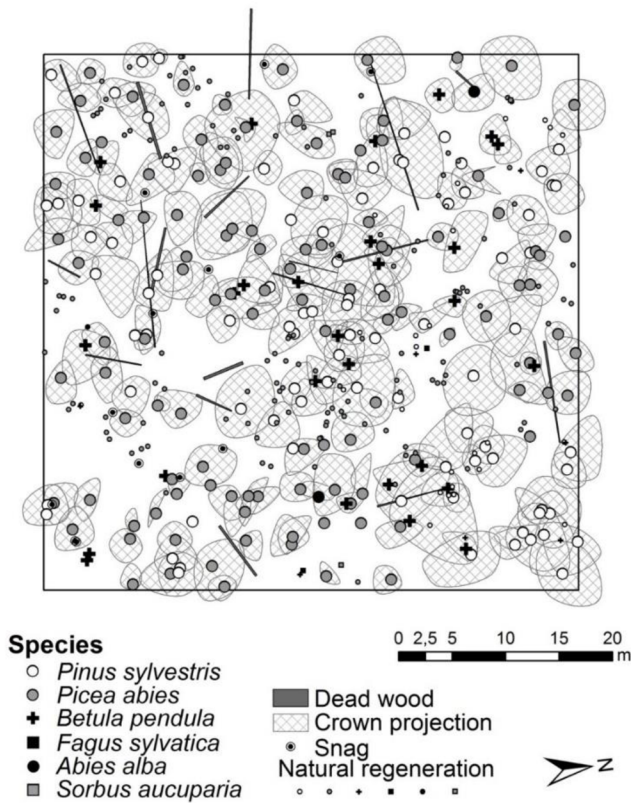 Species
Pinus sylvestris
Picea abies
Betula pendula
Fagus sylvatica
Abies alba
Sorbus aucuparia
0 2,5 5 10 15 20
m
Dead wood
Crown projection
Snag
Natural regeneration
N